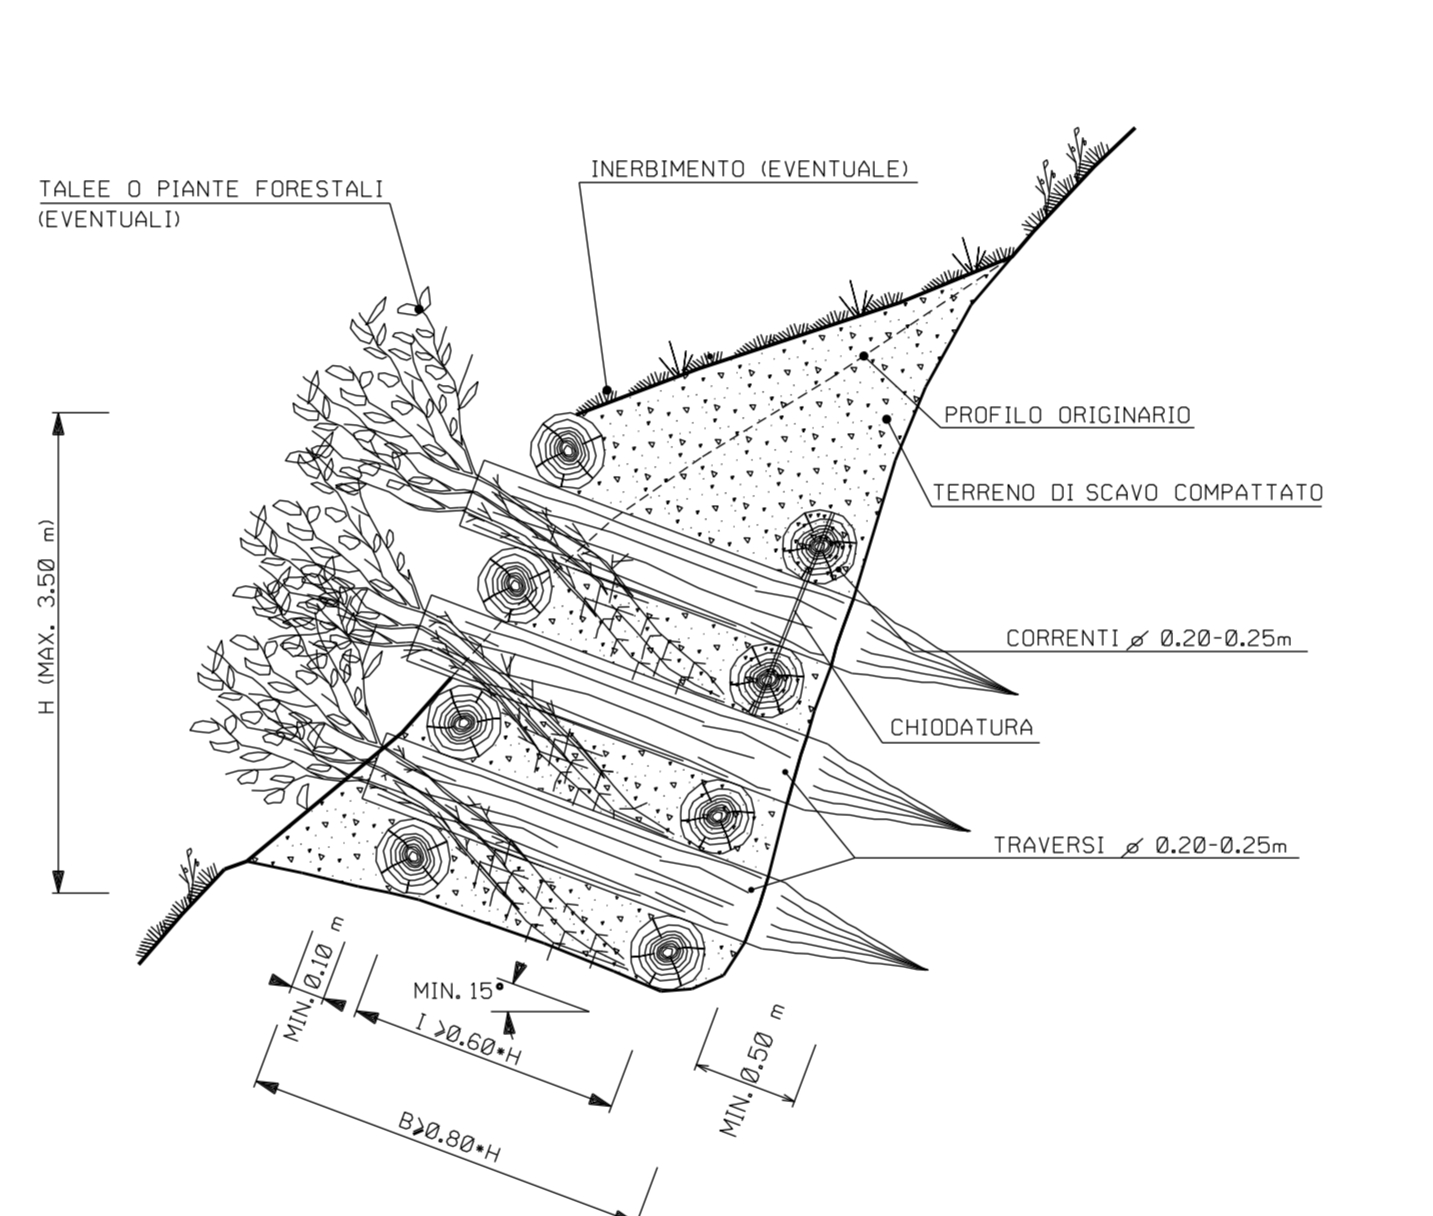 INERBIMENTO (EVENTUALE)
TALEE O PIANTE FORESTALI
(EVENTUALI)
PROFILO ORIGINARIO
TERRENO DI SCAVO COMPATTATO
H (MAX. 3.50 m)
CORRENTI ⌀ 0.20-0.25m
CHIODATURA
TRAVERSI ⌀ 0.20-0.25m
MIN. 0.10 m
MIN. 15°
I ⩾0.60*H
MIN. 0.50 m
B⩾0.80*H